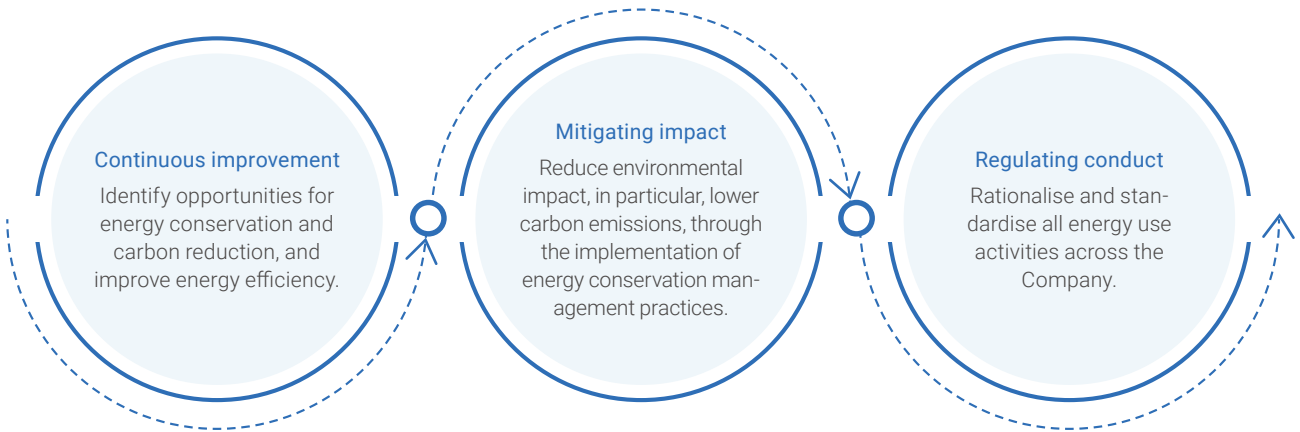 Continuous improvement
Identify opportunities for
energy conservation and
carbon reduction, and
improve energy efficiency.
Mitigating impact
Reduce environmental
impact, in particular, lower
carbon emissions, through
the implementation of
energy conservation man-
agement practices.
Regulating conduct
Rationalise and stan-
dardise all energy use
activities across the
Company.